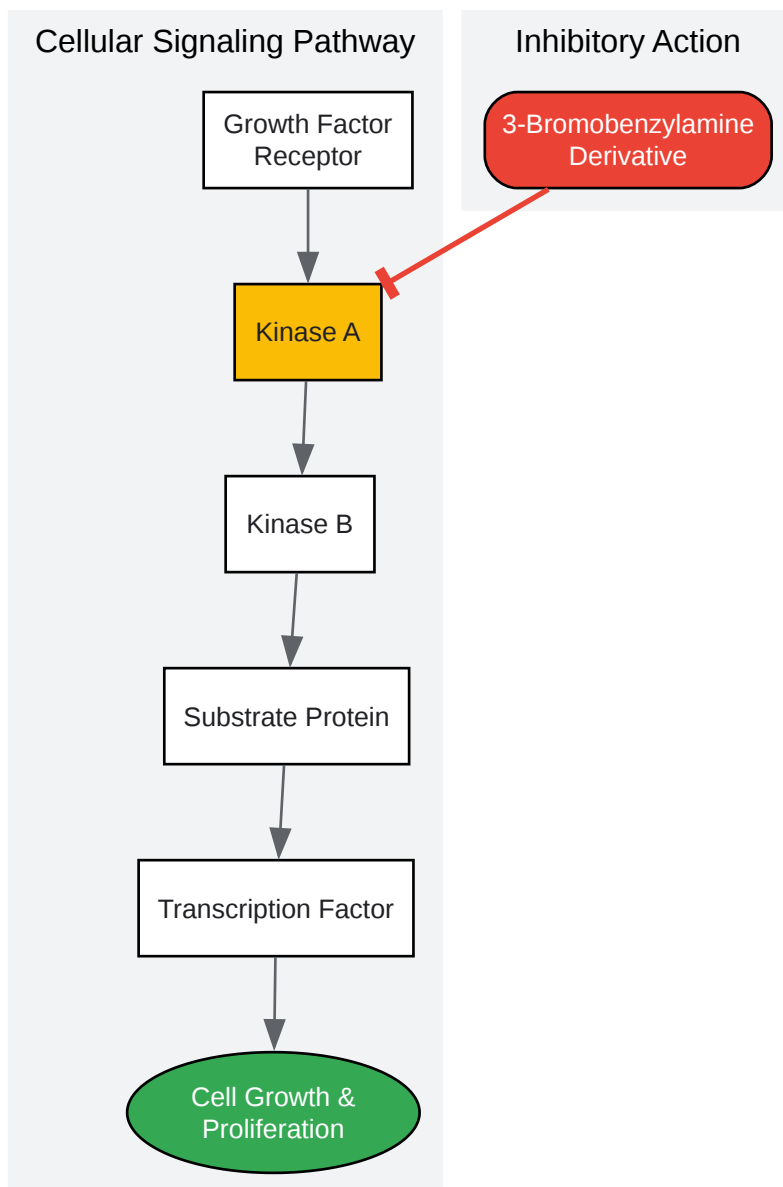 Cellular Signaling Pathway
Inhibitory Action
Growth Factor
Receptor
3-Bromobenzylamine
Derivative
Kinase A
Kinase B
Substrate Protein
Transcription Factor
Cell Growth &
Proliferation